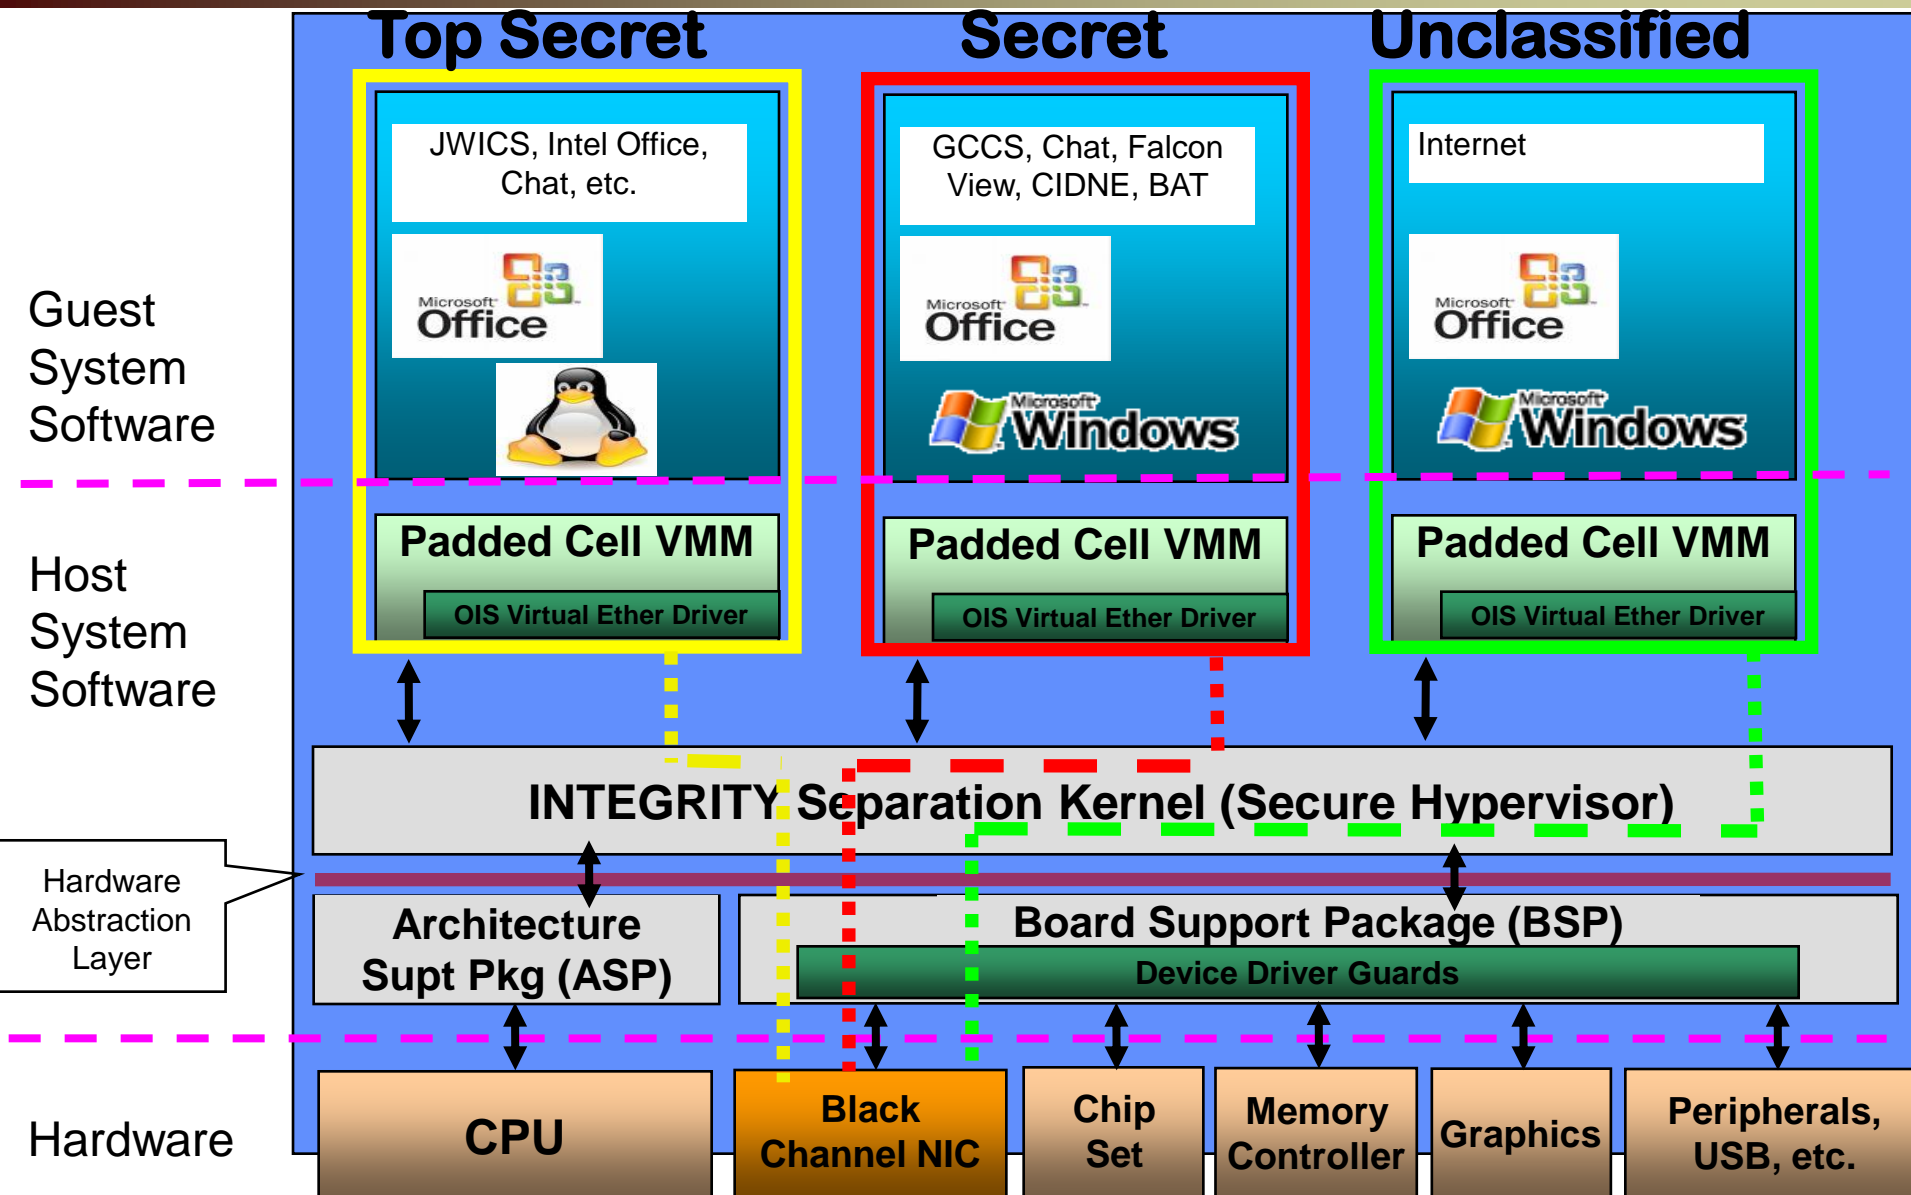 Top Secret
Secret
Unclassified
JWICS, Intel Office,
Chat, etc.
GCCS, Chat, Falcon
View, CIDNE, BAT
Internet
Microsoft
Office
Microsoft
Office
Microsoft
Office
Microsoft
Windows
Microsoft
Windows
Guest
System
Software
Padded Cell VMM
OIS Virtual Ether Driver
Padded Cell VMM
OIS Virtual Ether Driver
Padded Cell VMM
OIS Virtual Ether Driver
Host
System
Software
INTEGRITY Separation Kernel (Secure Hypervisor)
Hardware
Abstraction
Layer
Architecture
Supt Pkg (ASP)
Board Support Package (BSP)
Device Driver Guards
Hardware
CPU
Black
Channel NIC
Chip
Set
Memory
Controller
Graphics
Peripherals,
USB, etc.